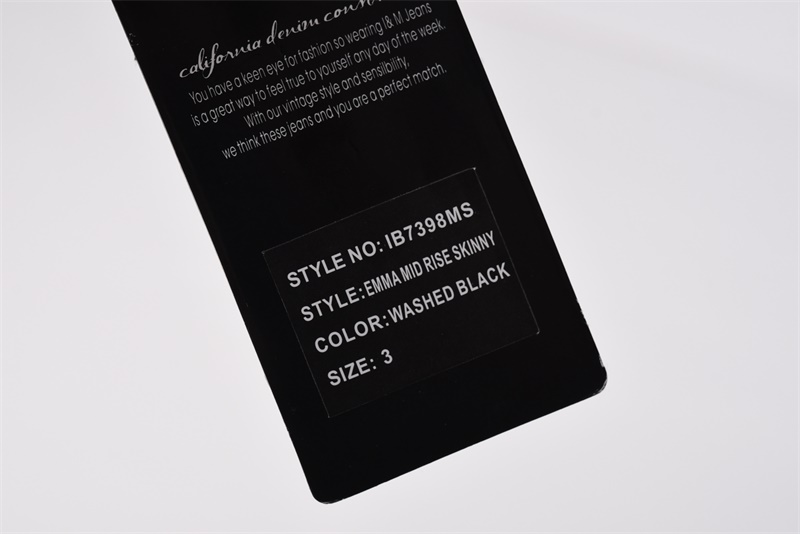 california denim
You have a keen eye for fashion so wearing I& M Jeans
is a great way to feel true to yourself any day of the week.
With our vintage style and sensilbility,
we think these jeans and you are a perfect match.
STYLE NO: IB7398MS
STYLE:EMMA MID RISE SKINNY
COLOR:WASHED BLACK
SIZE: 3